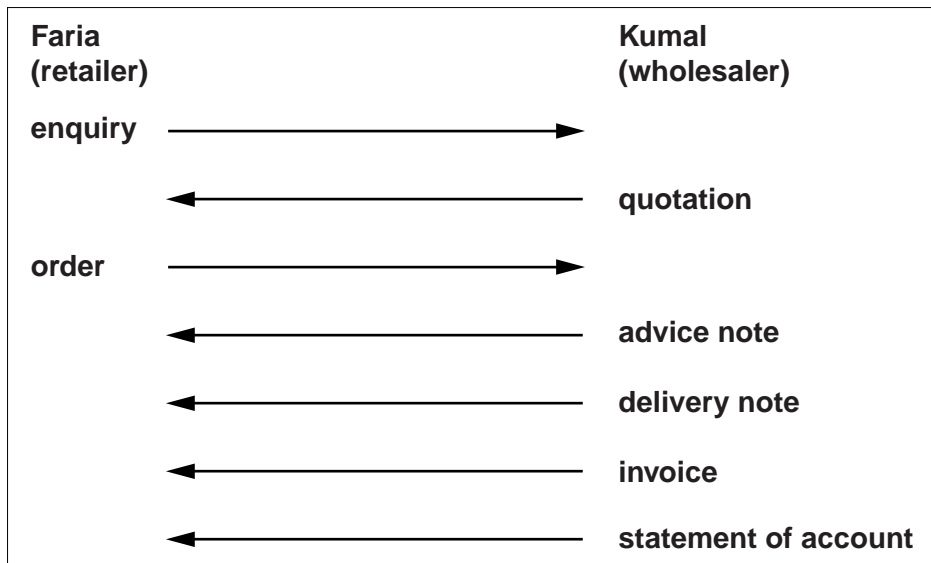 Faria
(retailer)
Kumal
(wholesaler)
enquiry
quotation
order
advice note
delivery note
invoice
statement of account